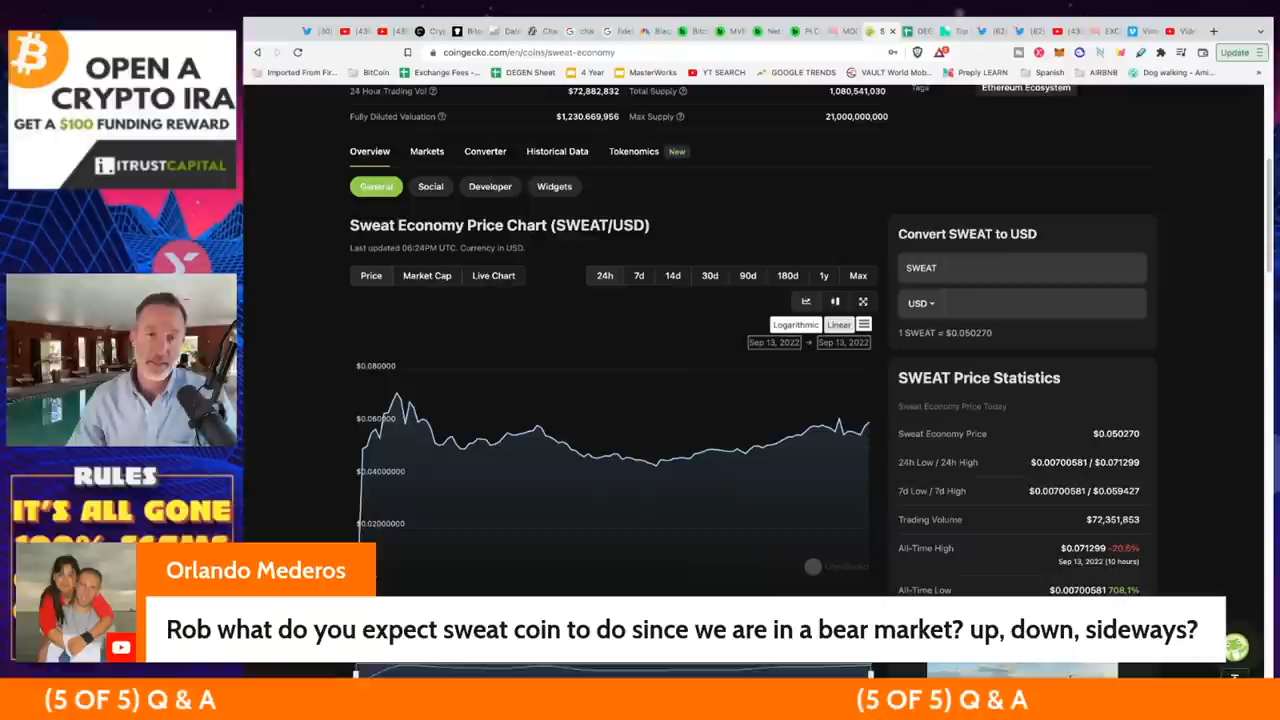 OPEN A
CRYPTO IRA
GET A $100 FUNDING REWARD
i. iTRUSTCAPITAL
coingecko.com/en/coins/sweat-economy
Update
Imported From Fir...
BitCoin
Exchange Fees -...
DEGEN Sheet
4 Year
MasterWorks
YT SEARCH
GOOGLE TRENDS
VAULT World Mob...
Preply LEARN
Spanish
AIRBNB
Dog walking - Ami...
24 Hour Trading Vol
$72,882,832
Total Supply
1,080,541,030
Tags
Ethereum Ecosystem
Fully Diluted Valuation
$1,230,669,956
Max Supply
21,000,000,000
Overview
Markets
Converter
Historical Data
Tokenomics
New
General
Social
Developer
Widgets
Sweat Economy Price Chart (SWEAT/USD)
Last updated 06:24PM UTC. Currency in USD.
Price
Market Cap
Live Chart
24h
7d
14d
30d
90d
180d
1y
Max
Logarithmic
Linear
Sep 13, 2022 → Sep 13, 2022
$0.080000
$0.060000
$0.04000000
$0.02000000
CoinGecko
Convert SWEAT to USD
SWEAT
USD
1 SWEAT = $0.050270
SWEAT Price Statistics
Sweat Economy Price Today
Sweat Economy Price
$0.050270
24h Low / 24h High
$0.00700581 / $0.071299
7d Low / 7d High
$0.00700581 / $0.059427
Trading Volume
$72,351,853
All-Time High
$0.071299 -20.6%
Sep 13, 2022 (10 hours)
All-Time Low
$0.00700581 708.1%
RULES
IT'S ALL GONE
Orlando Mederos
Rob what do you expect sweat coin to do since we are in a bear market? up, down, sideways?
(5 OF 5) Q & A
(5 OF 5) Q & A